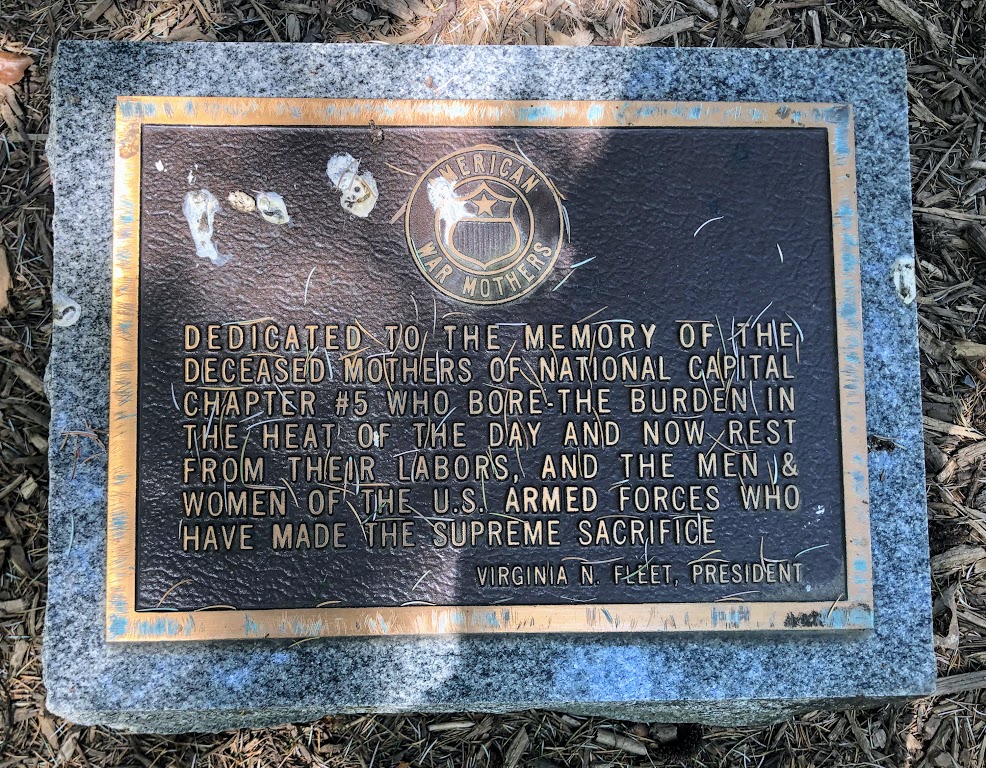 AMERICAN
WAR MOTHERS
DEDICATED TO THE MEMORY OF THE
DECEASED MOTHERS OF NATIONAL CAPITAL
CHAPTER #5 WHO BORE THE BURDEN IN
THE HEAT OF THE DAY AND NOW REST
FROM THEIR LABORS, AND THE MEN &
WOMEN OF THE U.S. ARMED FORCES WHO
HAVE MADE THE SUPREME SACRIFICE
VIRGINIA N. FLEET, PRESIDENT